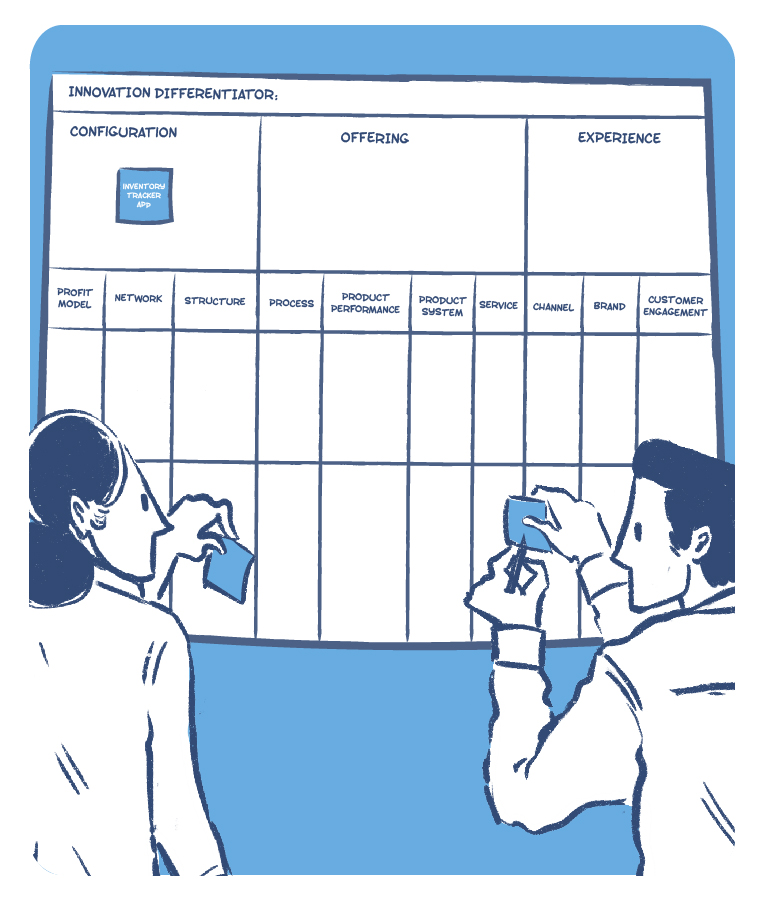 INNOVATION DIFFERENTIATOR:
CONFIGURATION
OFFERING
EXPERIENCE
INVENTORY
TRACKER
APP
PROFIT
MODEL
NETWORK
STRUCTURE
PROCESS
PRODUCT
PERFORMANCE
PRODUCT
SYSTEM
SERVICE
CHANNEL
BRAND
CUSTOMER
ENGAGEMENT